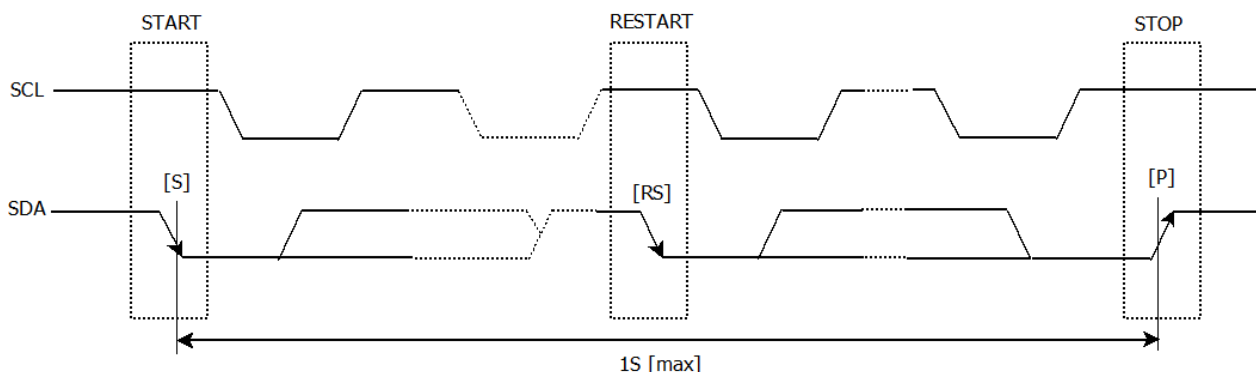 START
RESTART
STOP
SCL
[S]
[RS]
[P]
SDA
1S [max]